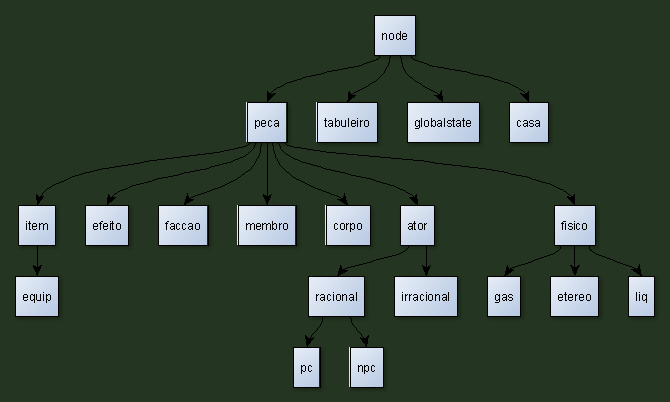 node
peca
tabuleiro
globalstate
casa
item
efeito
faccao
membro
corpo
ator
fisico
equip
racional
irracional
gas
etereo
liq
pc
npc